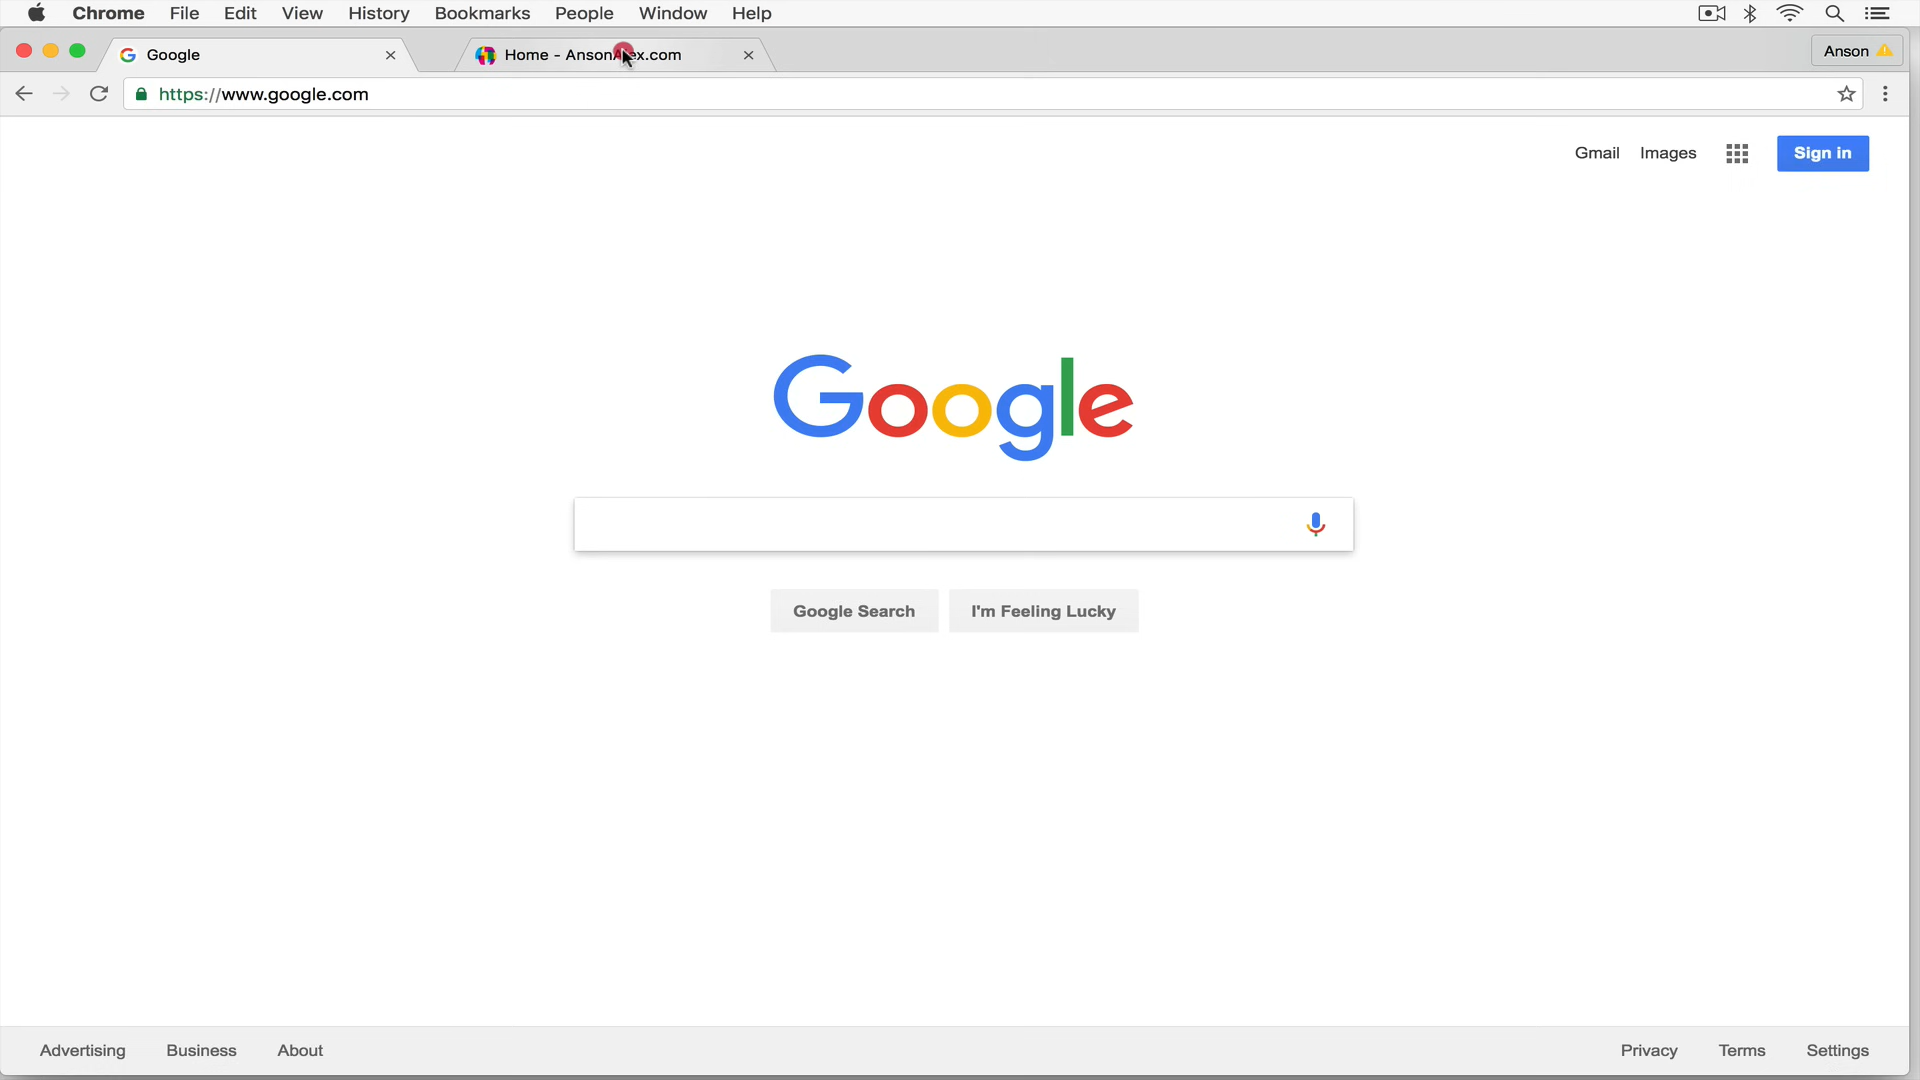 Chrome File Edit View History Bookmarks People Window Help
Google
Home - AnsonAlex.com
Anson
https://www.google.com
Gmail Images Sign in
Google
Google Search I'm Feeling Lucky
Advertising Business About Privacy Terms Settings